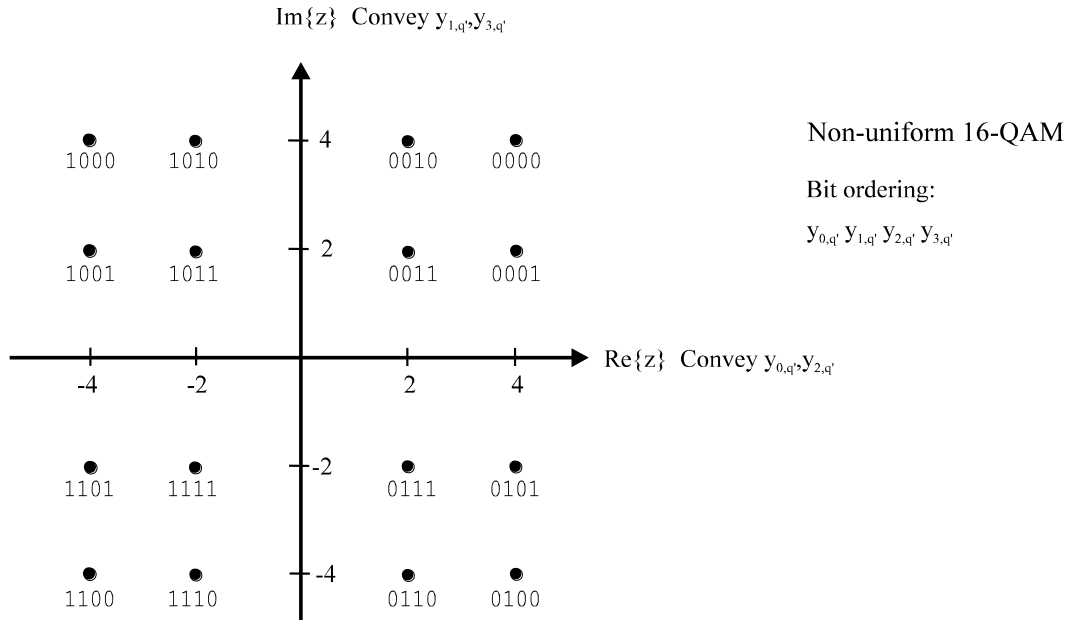 Im{z} Convey y1,q',y3,q'
4
1000 1010 0010 0000
Non-uniform 16-QAM
Bit ordering:
y0,q' y1,q' y2,q' y3,q'
2
1001 1011 0011 0001
Re{z} Convey y0,q',y2,q'
-4 -2 2 4
-2
1101 1111 0111 0101
-4
1100 1110 0110 0100